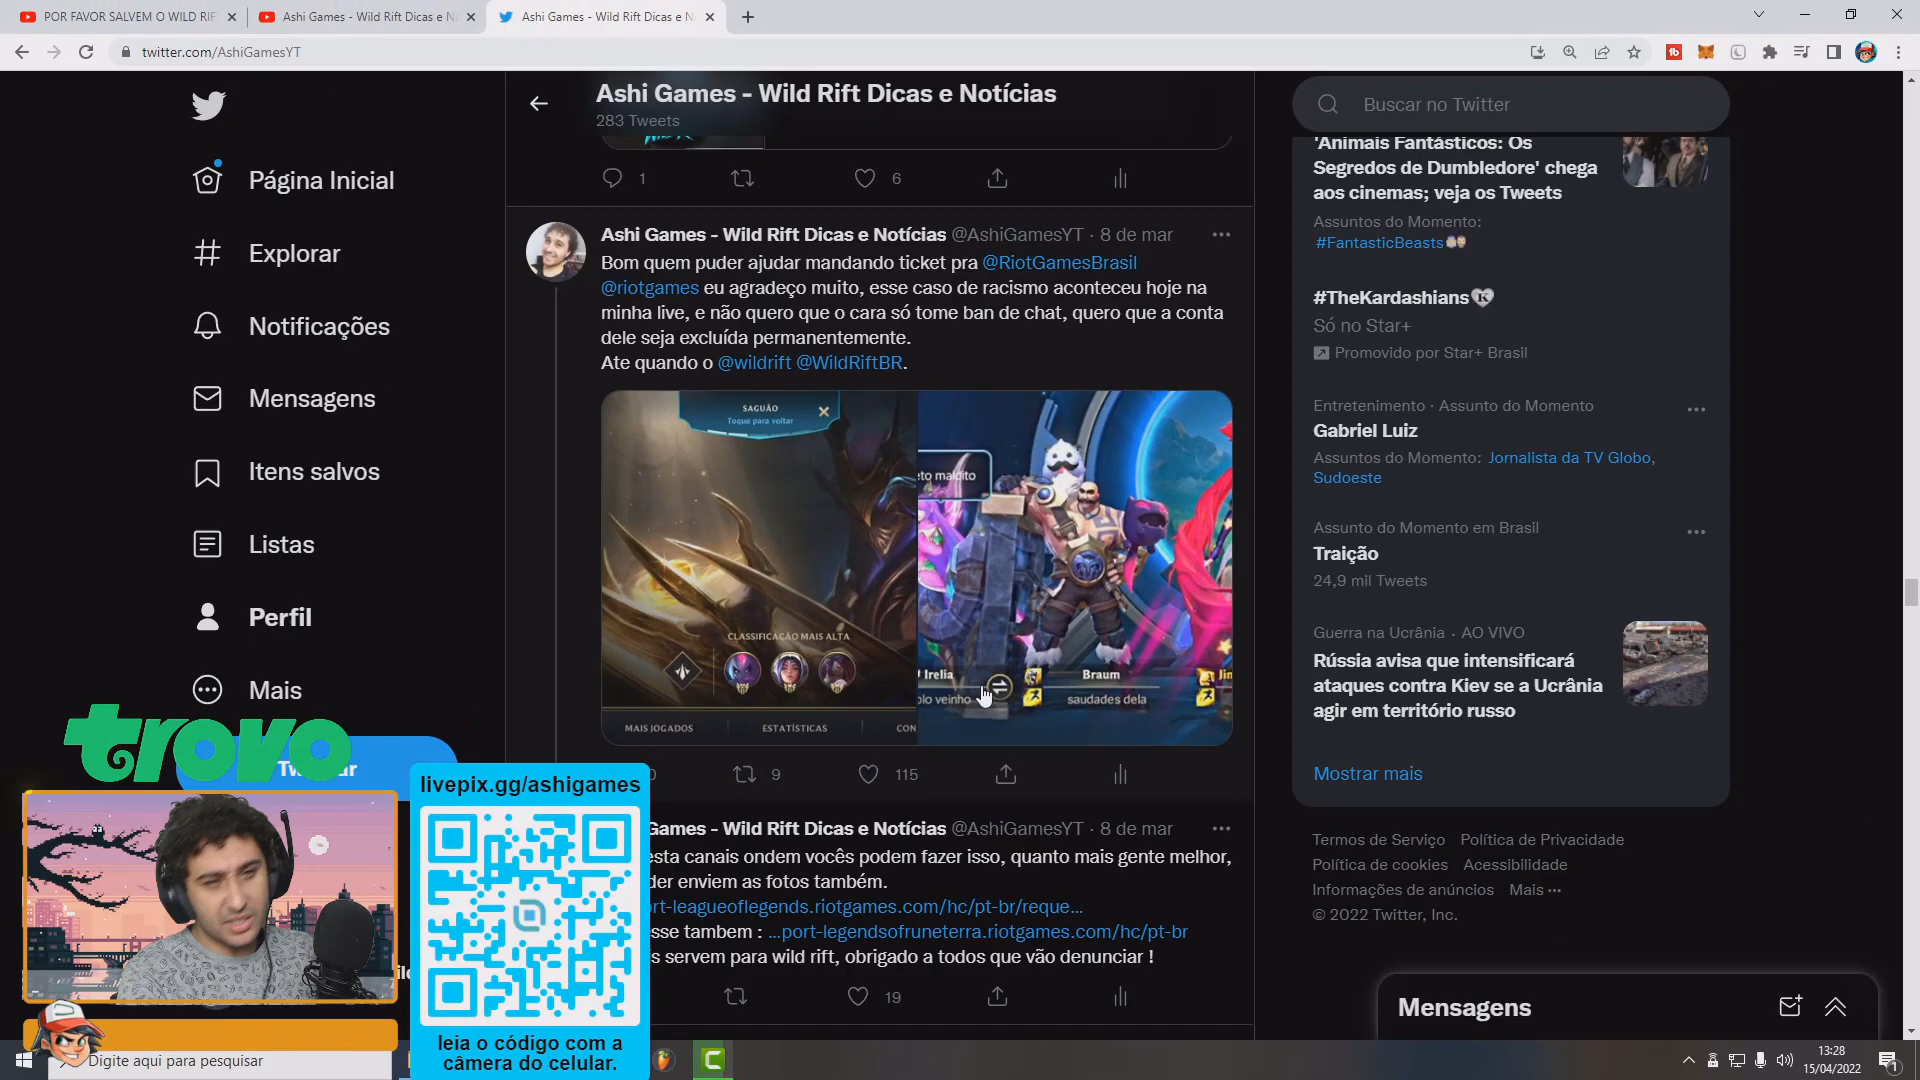 POR FAVOR SALVEM O WILD RIF
Ashi Games - Wild Rift Dicas e No
Ashi Games - Wild Rift Dicas e N
twitter.com/AshiGamesYT
Ashi Games - Wild Rift Dicas e Notícias
283 Tweets
Buscar no Twitter
Página Inicial
Explorar
Notificações
Mensagens
Itens salvos
Listas
Perfil
Mais
1
6
Ashi Games - Wild Rift Dicas e Notícias @AshiGamesYT · 8 de mar
Bom quem puder ajudar mandando ticket pra @RiotGamesBrasil
@riotgames eu agradeço muito, esse caso de racismo aconteceu hoje na
minha live, e não quero que o cara só tome ban de chat, quero que a conta
dele seja excluída permanentemente.
Ate quando o @wildrift @WildRiftBR.
SAGUÃO
Toque para voltar
CLASSIFICAÇÃO MAIS ALTA
MAIS JOGADOS
ESTATÍSTICAS
CON
eto maldito
Irelia
olo veinho
Braum
saudades dela
Jin
0
9
115
Games - Wild Rift Dicas e Notícias @AshiGamesYT · 8 de mar
esta canais ondem vocês podem fazer isso, quanto mais gente melhor,
der enviem as fotos também.
ort-leagueoflegends.riotgames.com/hc/pt-br/reque...
esse tambem : ...port-legendsofruneterra.riotgames.com/hc/pt-br
s servem para wild rift, obrigado a todos que vão denunciar !
19
'Animais Fantásticos: Os
Segredos de Dumbledore' chega
aos cinemas; veja os Tweets
Assuntos do Momento:
#FantasticBeasts
#TheKardashians
Só no Star+
Promovido por Star+ Brasil
Entretenimento · Assunto do Momento
Gabriel Luiz
Assuntos do Momento: Jornalista da TV Globo,
Sudoeste
Assunto do Momento em Brasil
Traição
24,9 mil Tweets
Guerra na Ucrânia · AO VIVO
Rússia avisa que intensificará
ataques contra Kiev se a Ucrânia
agir em território russo
Mostrar mais
Termos de Serviço Política de Privacidade
Política de cookies Acessibilidade
Informações de anúncios Mais ···
© 2022 Twitter, Inc.
Mensagens
trovo
livepix.gg/ashigames
leia o código com a
câmera do celular.
Digite aqui para pesquisar
13:28
15/04/2022
1